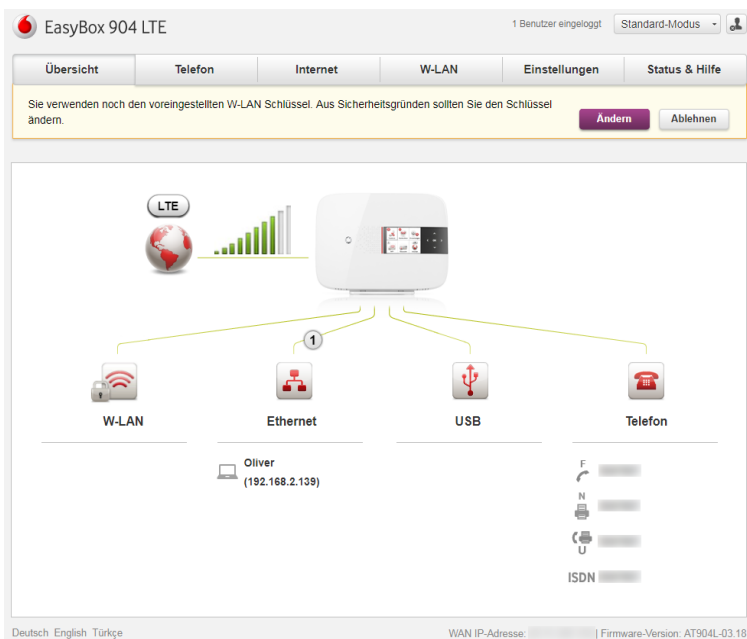 EasyBox 904 LTE
1 Benutzer eingeloggt
Standard-Modus
Übersicht
Telefon
Internet
W-LAN
Einstellungen
Status & Hilfe
Sie verwenden noch den voreingestellten W-LAN Schlüssel. Aus Sicherheitsgründen sollten Sie den Schlüssel
ändern.
Ändern
Ablehnen
LTE
1
W-LAN
Ethernet
USB
Telefon
Oliver
(192.168.2.139)
F
N
U
ISDN
Deutsch English Türkçe
WAN IP-Adresse:
| Firmware-Version: AT904L-03.18